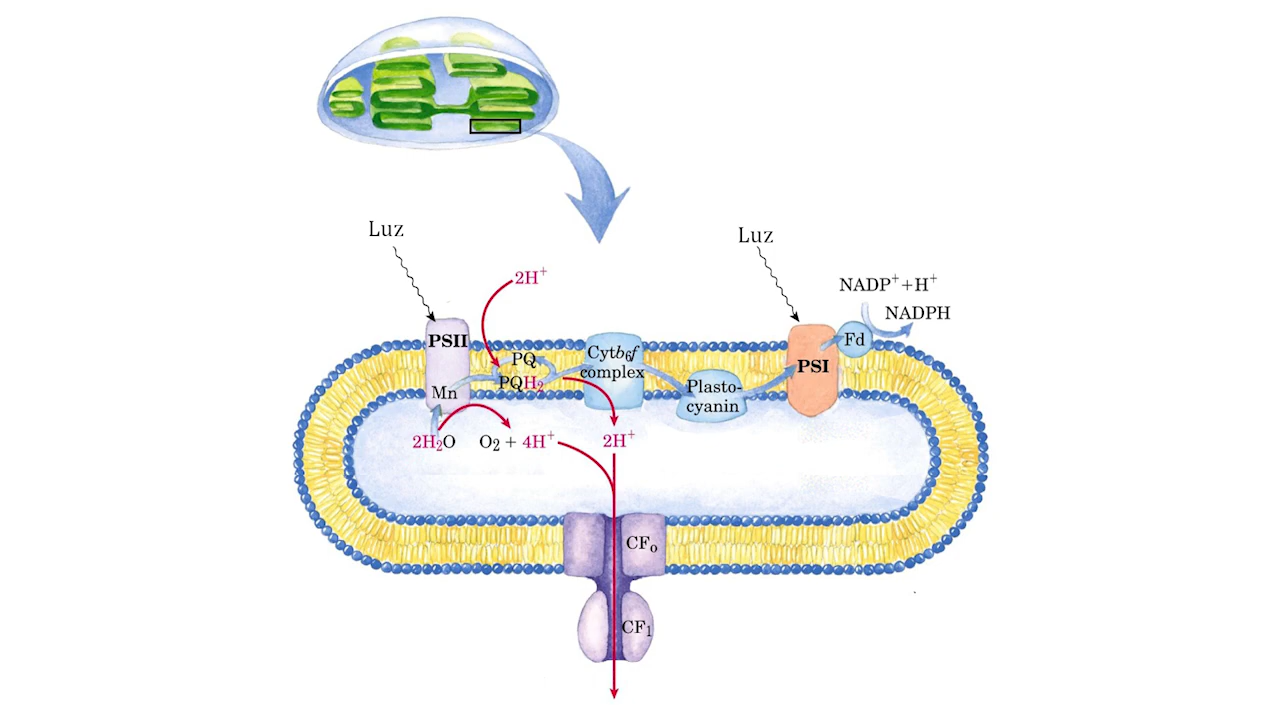 Luz
Luz
2H⁺
NADP⁺+H⁺
NADPH
PSII
PQ
Cytb₆f
complex
Fd
PSI
Mn
PQH₂
Plasto-
cyanin
2H₂O
O₂ + 4H⁺
2H⁺
CF₀
CF₁